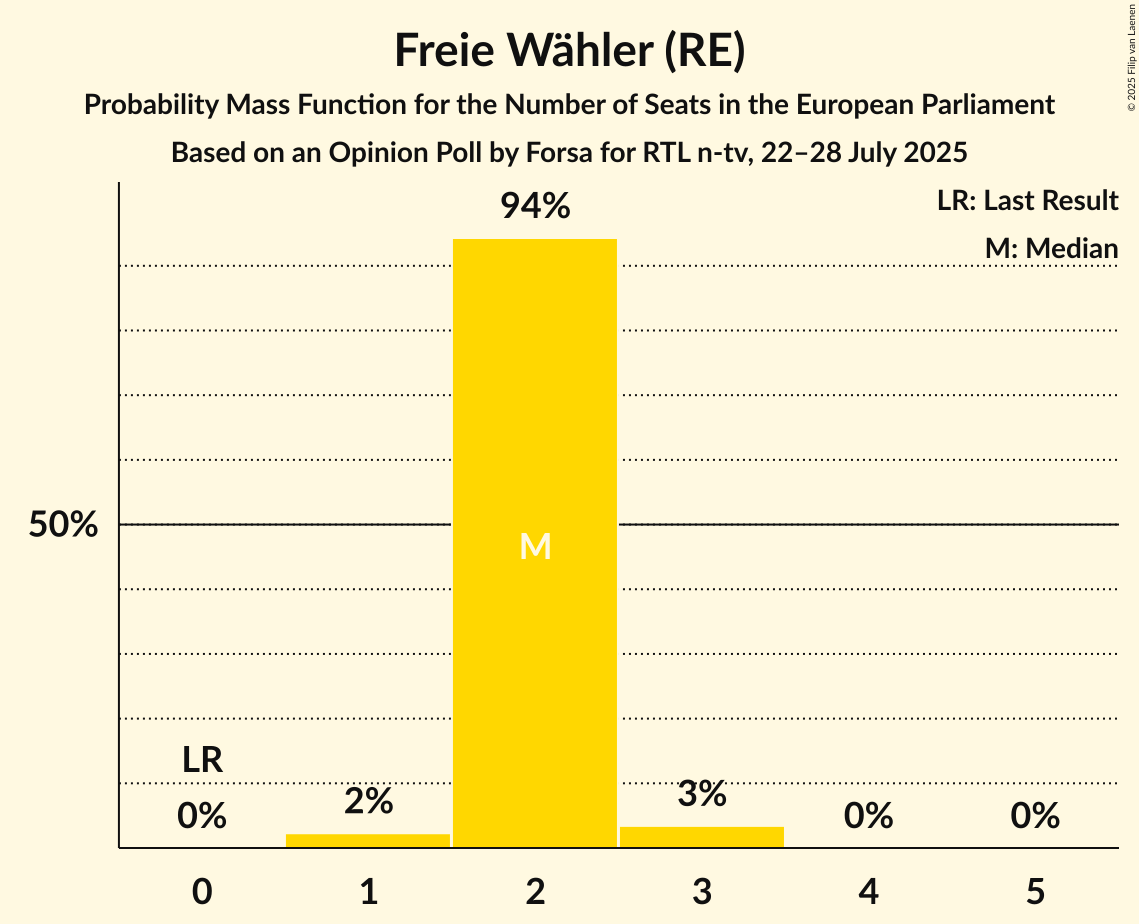 Freie Wähler (RE)
Probability Mass Function for the Number of Seats in the European Parliament
Based on an Opinion Poll by Forsa for RTL n-tv, 22–28 July 2025
© 2025 Filip van Laenen
LR: Last Result
M: Median
94%
50%
M
LR
0%
2%
3%
0%
0%
0
1
2
3
4
5